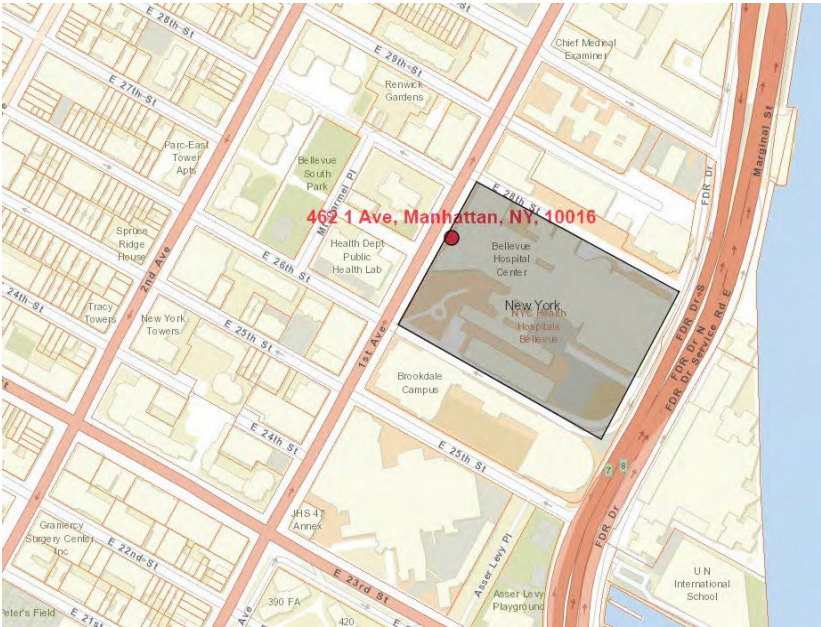 E 28th St
E 29th St
Chief Medical
Examiner
E 27th St
Renwick
Gardens
Marginal St
Parc-East
Tower
Apts
Bellevue
South
Park
FDR Dr
E 28th St
462 1 Ave, Manhattan, NY, 10016
Spruce
Ridge
House
2nd Ave
Health Dept
Public
Health Lab
Bellevue
Hospital
Center
E 26th St
E 24th St
Tracy
Towers
New York
Towers
New York
NYC Health
Hospitals
Bellevue
FDR Dr S
FDR Dr N
FDR Dr Service Rd E
E 25th St
1st Ave
Brookdale
Campus
E 24th St
E 25th St
7
8
JHS 47
Annex
FDR Dr
Gramercy
Surgery Center
Inc
E 22nd St
Asser Levy Pl
E 23rd St
U N
International
School
Asser Levy
Playground
390 FA
420
Peter's Field
E 21st
Ave